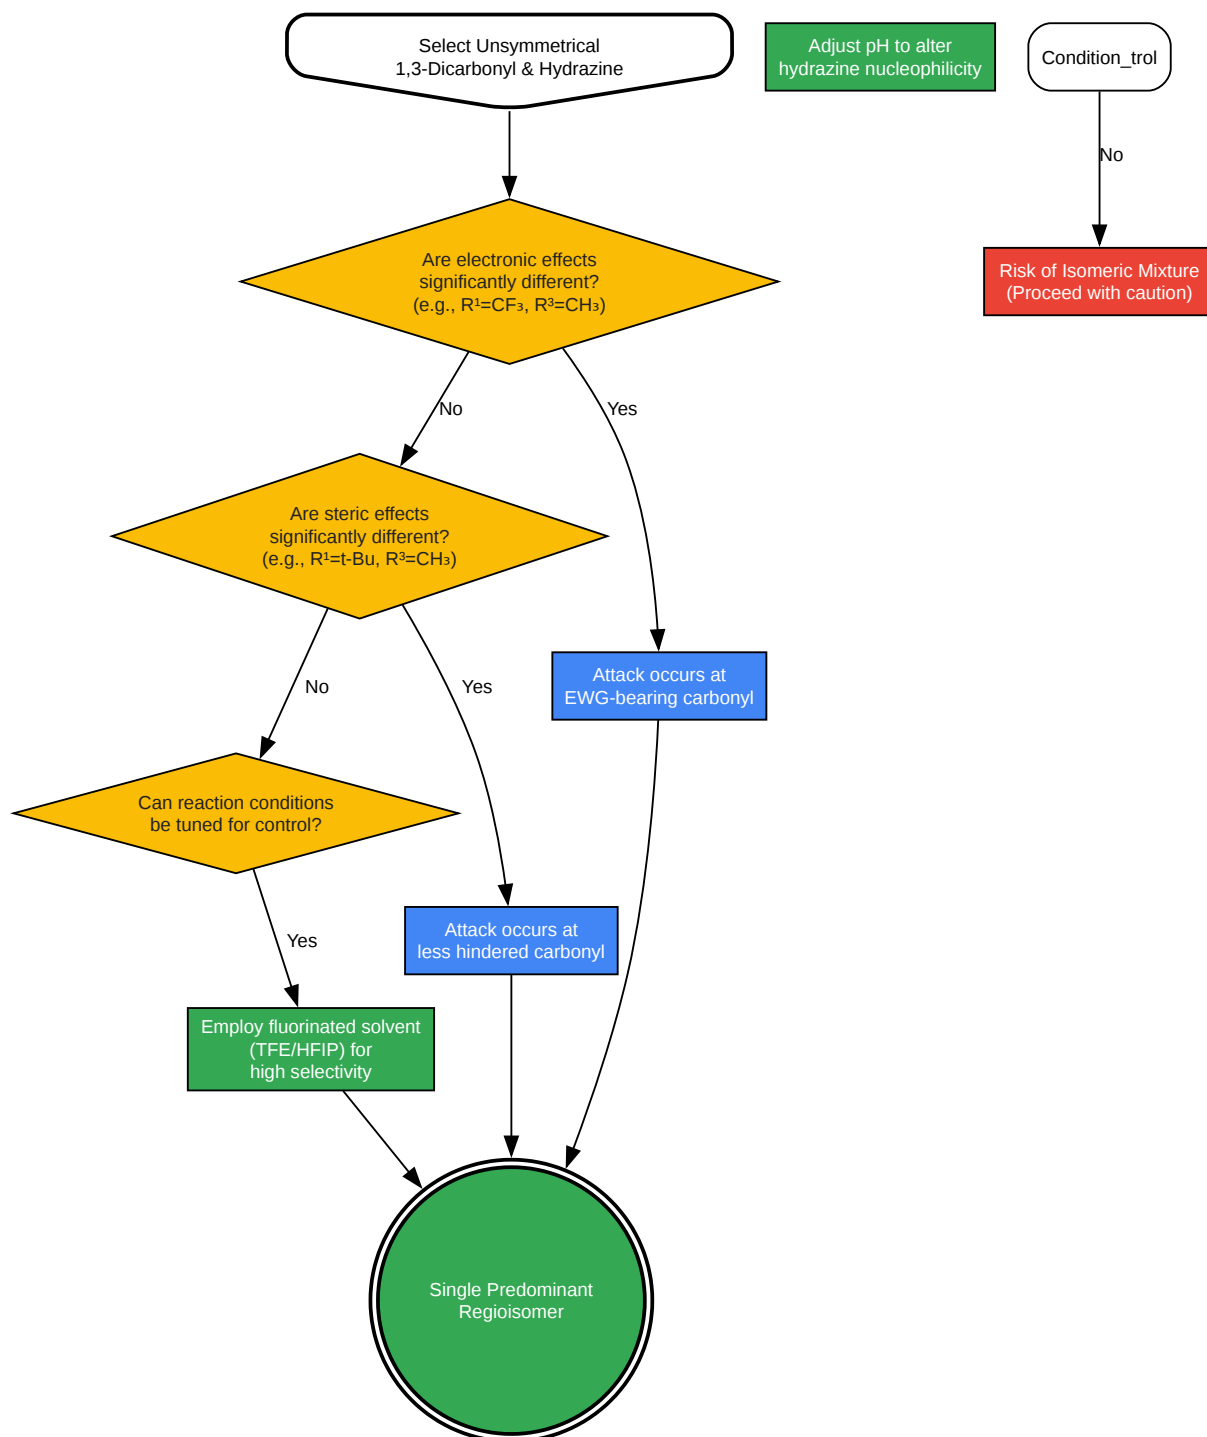 Select Unsymmetrical
1,3-Dicarbonyl & Hydrazine
Adjust pH to alter
hydrazine nucleophilicity
Condition_trol
No
Risk of Isomeric Mixture
(Proceed with caution)
Are electronic effects
significantly different?
(e.g., R¹=CF₃, R³=CH₃)
No
Yes
Are steric effects
significantly different?
(e.g., R¹=t-Bu, R³=CH₃)
No
Yes
Attack occurs at
EWG-bearing carbonyl
Can reaction conditions
be tuned for control?
Yes
Attack occurs at
less hindered carbonyl
Employ fluorinated solvent
(TFE/HFIP) for
high selectivity
Single Predominant
Regioisomer